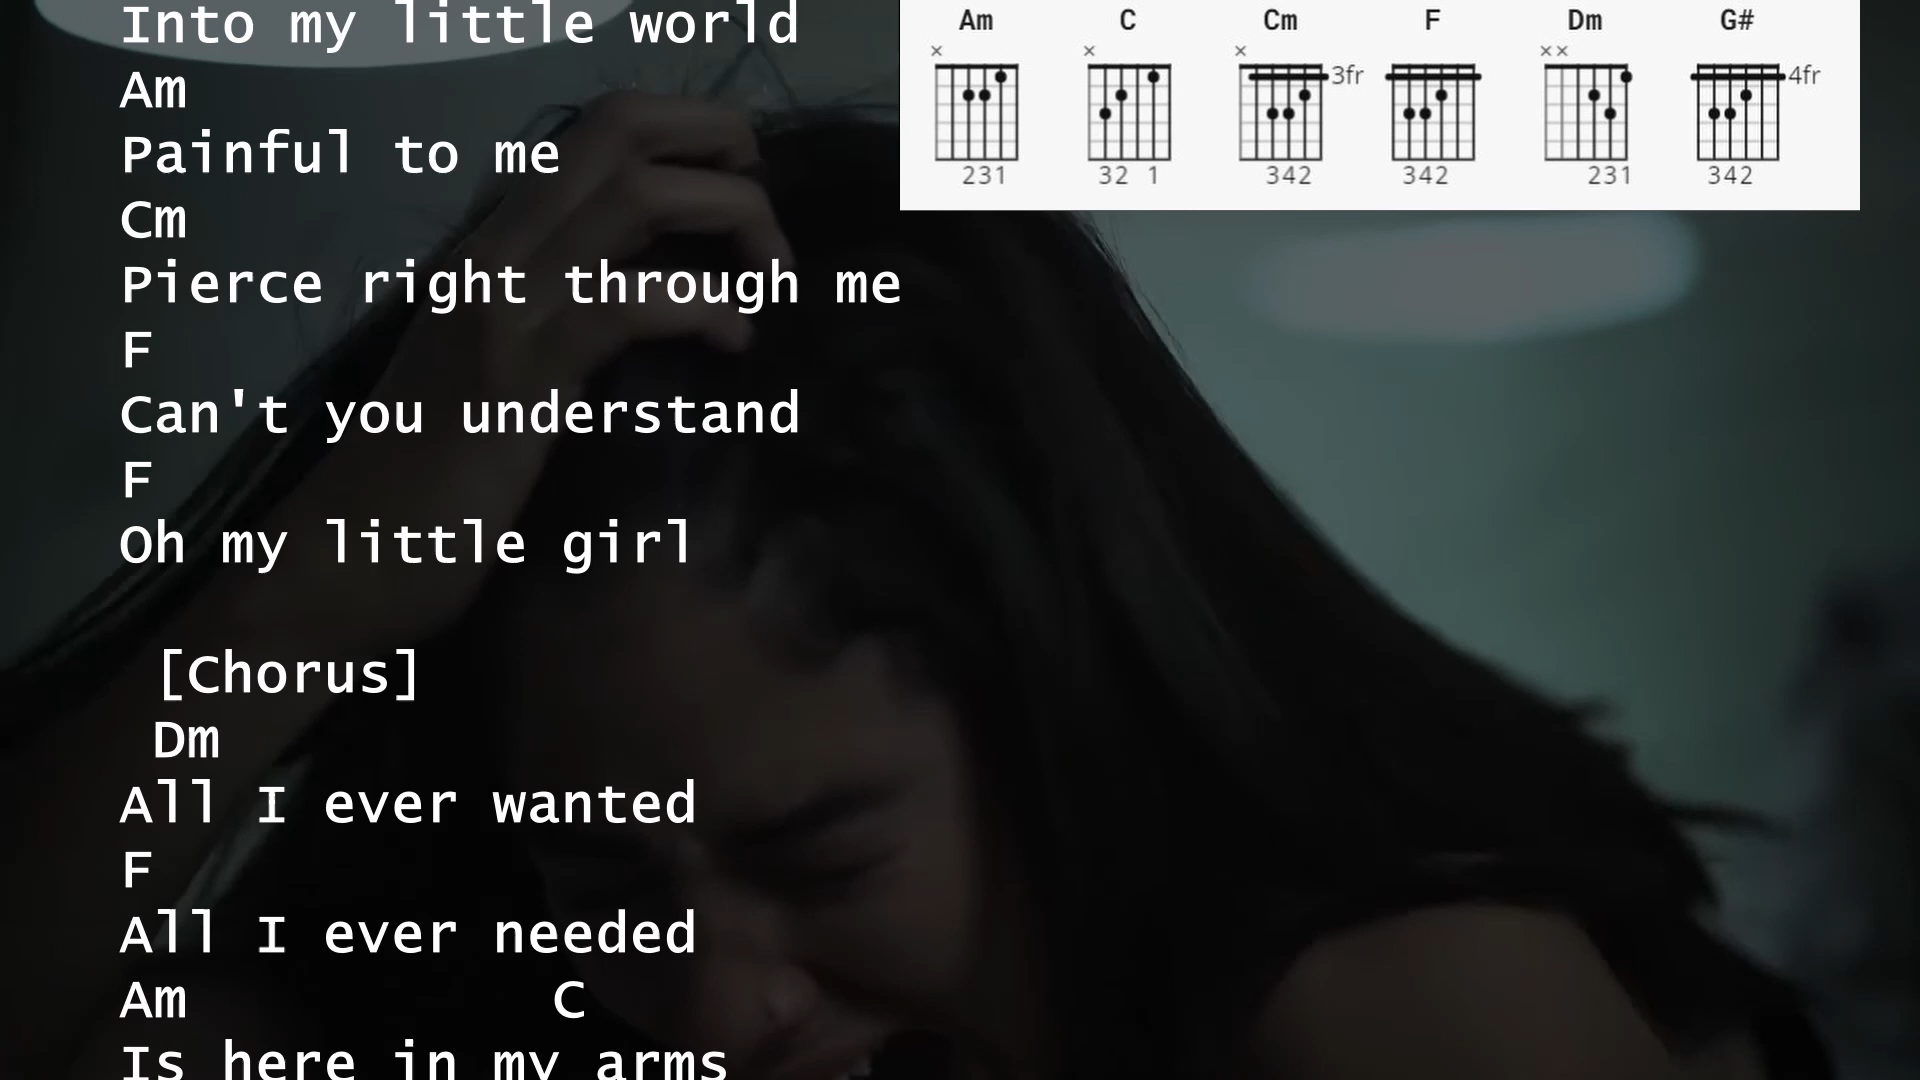 Into my little world
Am
Painful to me
Cm
Pierce right through me
F
Can't you understand
F
Oh my little girl
[Chorus]
Dm
All I ever wanted
F
All I ever needed
Am C
Is here in my arms
Am C Cm F Dm G#
× × × ××
3fr 4fr
231 32 1 342 342 231 342